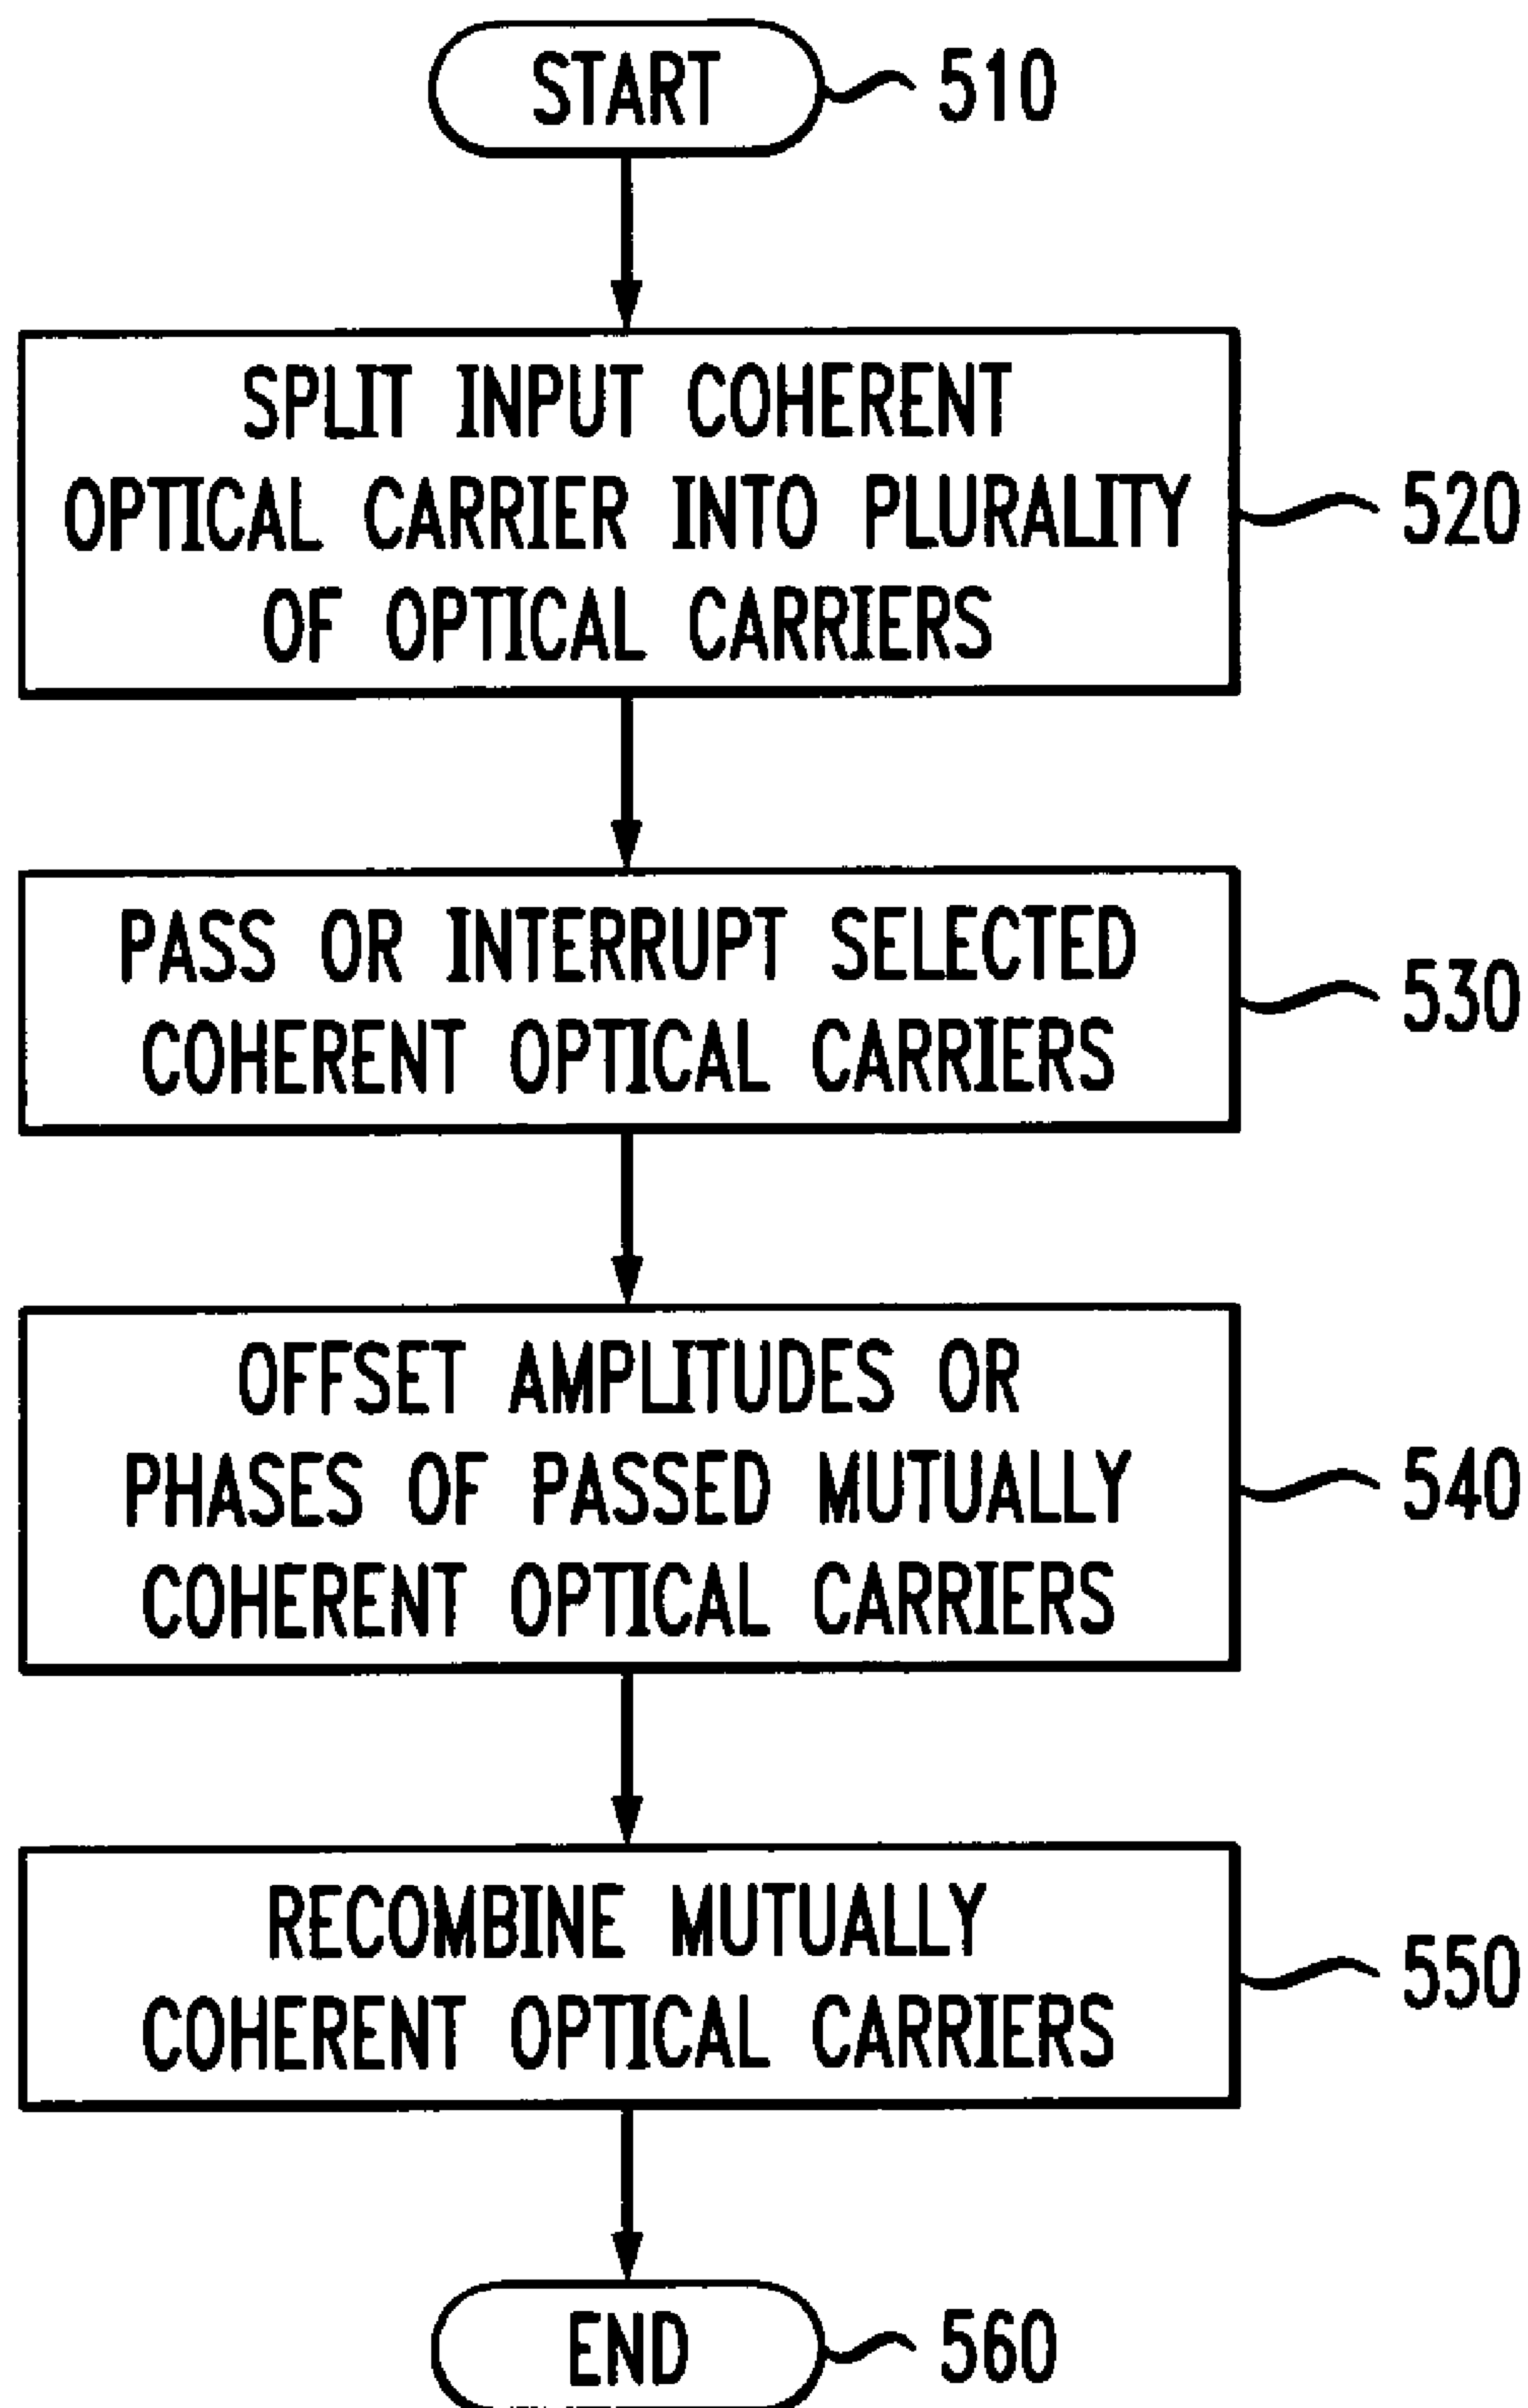 START
510
SPLIT INPUT COHERENT
OPTICAL CARRIER INTO PLURALITY
OF OPTICAL CARRIERS
520
PASS OR INTERRUPT SELECTED
COHERENT OPTICAL CARRIERS
530
OFFSET AMPLITUDES OR
PHASES OF PASSED MUTUALLY
COHERENT OPTICAL CARRIERS
540
RECOMBINE MUTUALLY
COHERENT OPTICAL CARRIERS
550
END
560